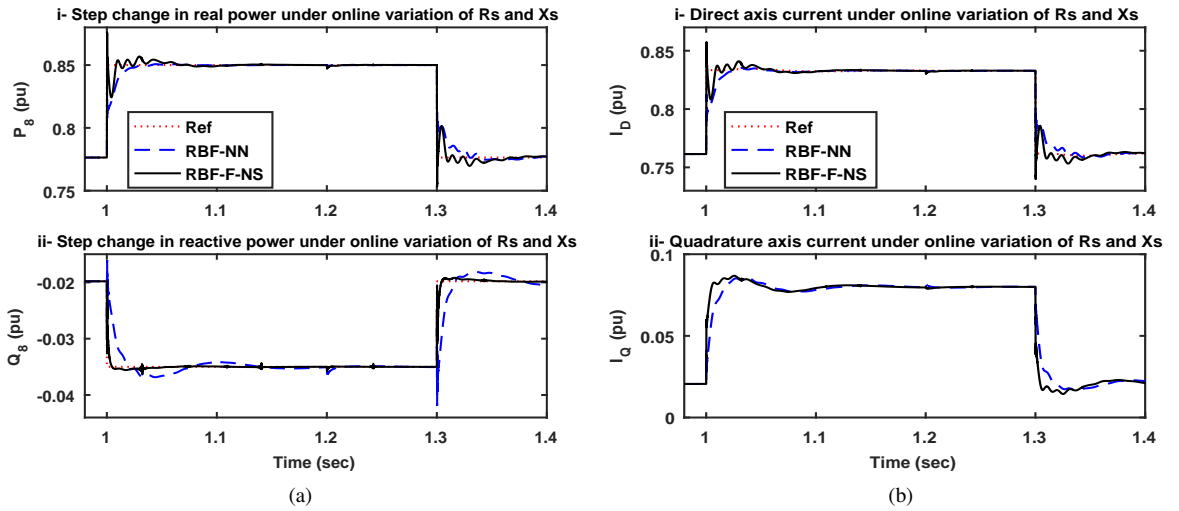 i- Step change in real power under online variation of Rs and Xs
P_8 (pu)
0.85
0.8
0.75
Ref
RBF-NN
RBF-F-NS
1 1.1 1.2 1.3 1.4
ii- Step change in reactive power under online variation of Rs and Xs
Q_8 (pu)
-0.02
-0.03
-0.04
1 1.1 1.2 1.3 1.4
Time (sec)
(a)
i- Direct axis current under online variation of Rs and Xs
I_D (pu)
0.85
0.8
0.75
Ref
RBF-NN
RBF-F-NS
1 1.1 1.2 1.3 1.4
ii- Quadrature axis current under online variation of Rs and Xs
I_Q (pu)
0.1
0.05
0
1 1.1 1.2 1.3 1.4
Time (sec)
(b)